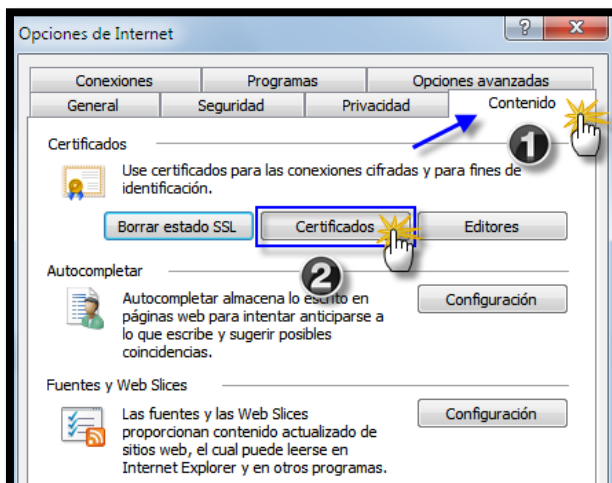 Opciones de Internet
Conexiones Programas Opciones avanzadas
General Seguridad Privacidad Contenido
1
Certificados
Use certificados para las conexiones cifradas y para fines de
identificación.
Borrar estado SSL Certificados Editores
2
Autocompletar
Autocompletar almacena lo escrito en
páginas web para intentar anticiparse a
lo que escribe y sugerir posibles
coincidencias.
Configuración
Fuentes y Web Slices
Las fuentes y las Web Slices
proporcionan contenido actualizado de
sitios web, el cual puede leerse en
Internet Explorer y en otros programas.
Configuración